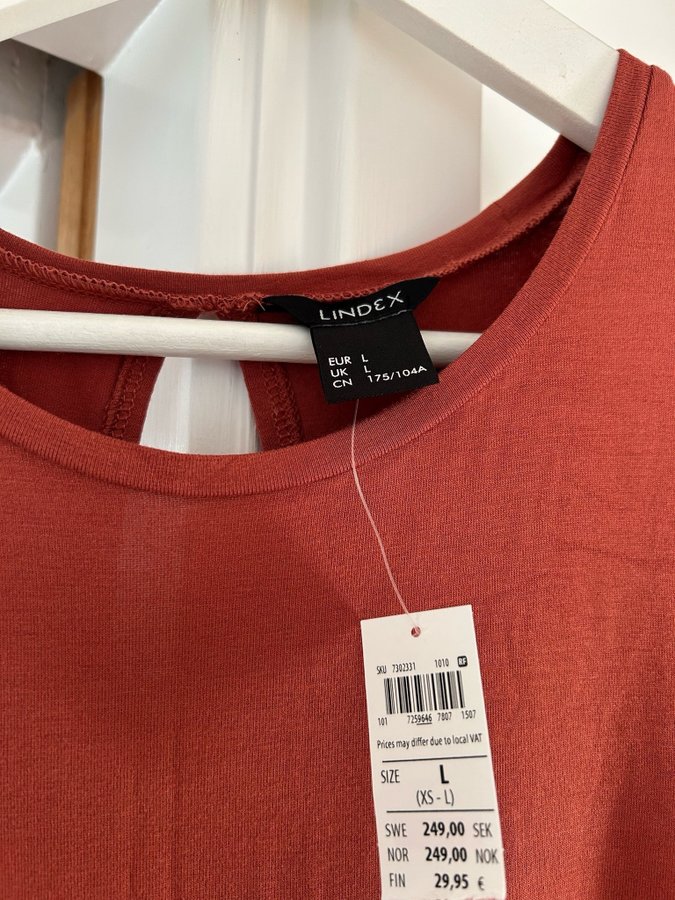 LINDEX
EUR L
UK L
CN 175/104A
SKU 7302331 1010 RF
101 7259646 7807 1507
Prices may differ due to local VAT
SIZE L
(XS - L)
SWE 249,00 SEK
NOR 249,00 NOK
FIN 29,95 €